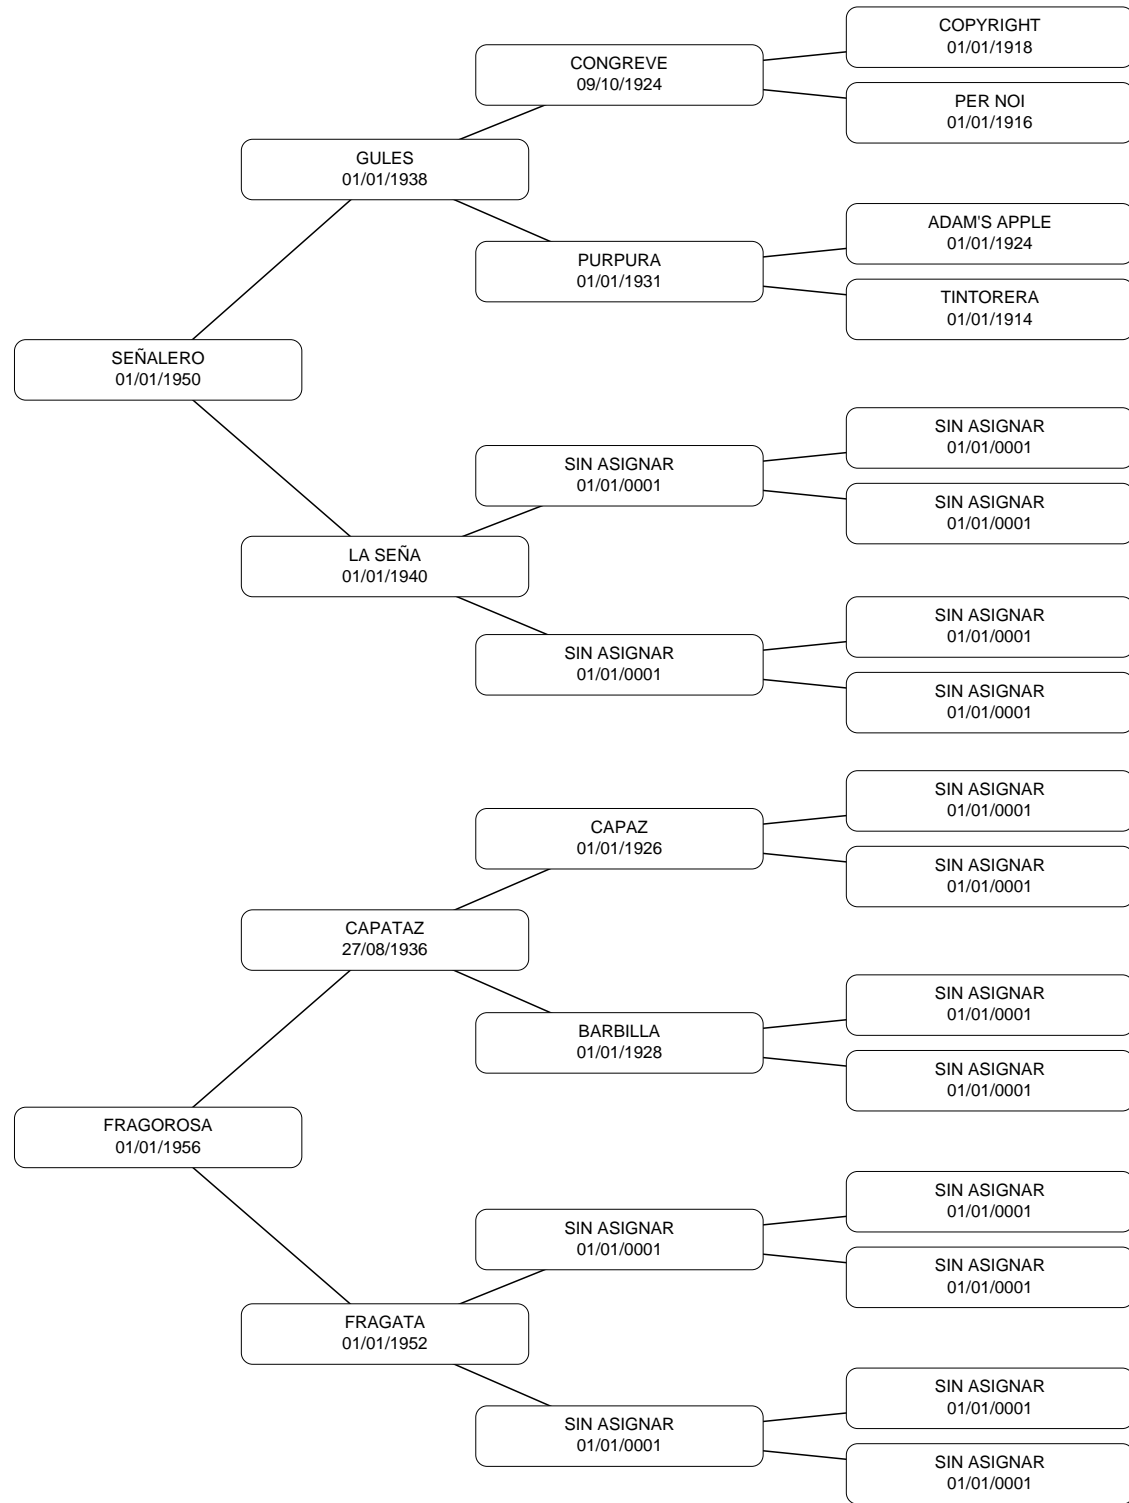 COPYRIGHT
01/01/1918
CONGREVE
09/10/1924
PER NOI
01/01/1916
GULES
01/01/1938
ADAM'S APPLE
01/01/1924
PURPURA
01/01/1931
TINTORERA
01/01/1914
SEÑALERO
01/01/1950
SIN ASIGNAR
01/01/0001
SIN ASIGNAR
01/01/0001
SIN ASIGNAR
01/01/0001
LA SEÑA
01/01/1940
SIN ASIGNAR
01/01/0001
SIN ASIGNAR
01/01/0001
SIN ASIGNAR
01/01/0001
SIN ASIGNAR
01/01/0001
CAPAZ
01/01/1926
SIN ASIGNAR
01/01/0001
CAPATAZ
27/08/1936
SIN ASIGNAR
01/01/0001
BARBILLA
01/01/1928
SIN ASIGNAR
01/01/0001
FRAGOROSA
01/01/1956
SIN ASIGNAR
01/01/0001
SIN ASIGNAR
01/01/0001
SIN ASIGNAR
01/01/0001
FRAGATA
01/01/1952
SIN ASIGNAR
01/01/0001
SIN ASIGNAR
01/01/0001
SIN ASIGNAR
01/01/0001